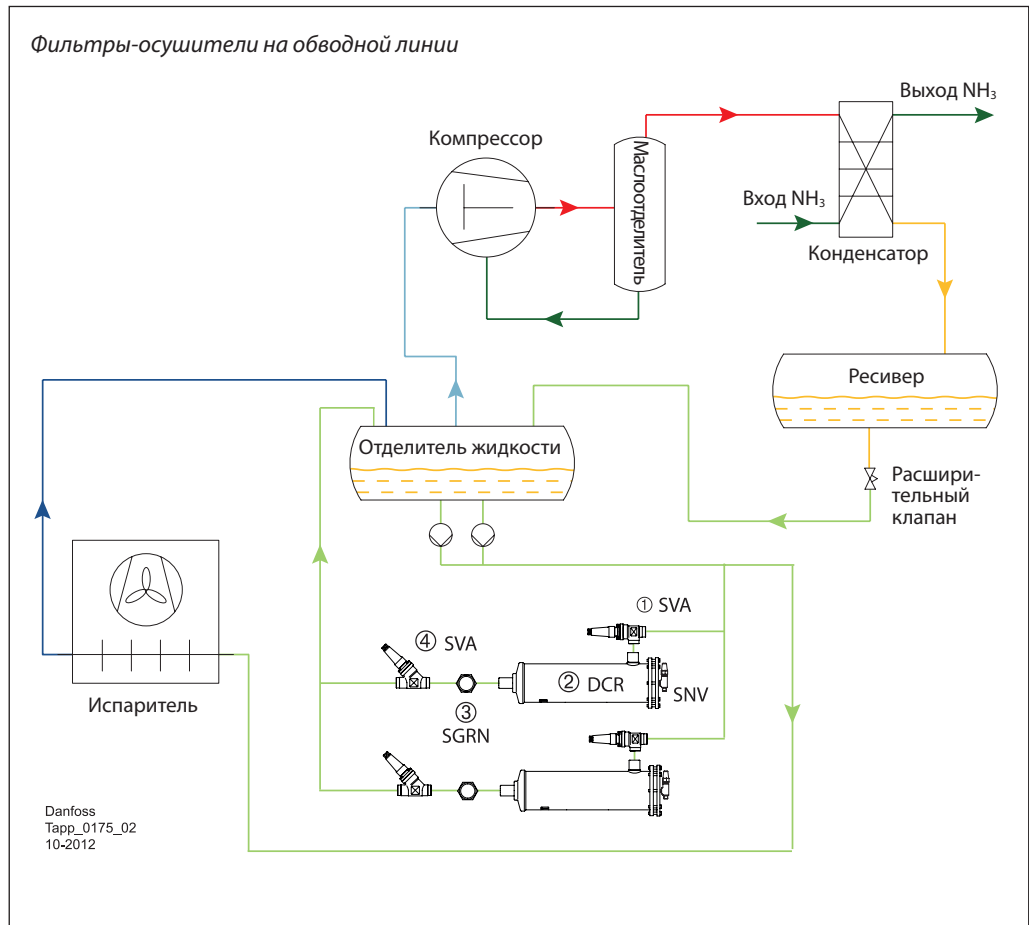 Фильтры-осушители на обводной линии
Выход NH₃
Компрессор
Маслоотделитель
Вход NH₃
Конденсатор
Ресивер
Отделитель жидкости
Расшири-
тельный
клапан
① SVA
④ SVA
② DCR
SNV
③
SGRN
Испаритель
Danfoss
Tapp_0175_02
10-2012